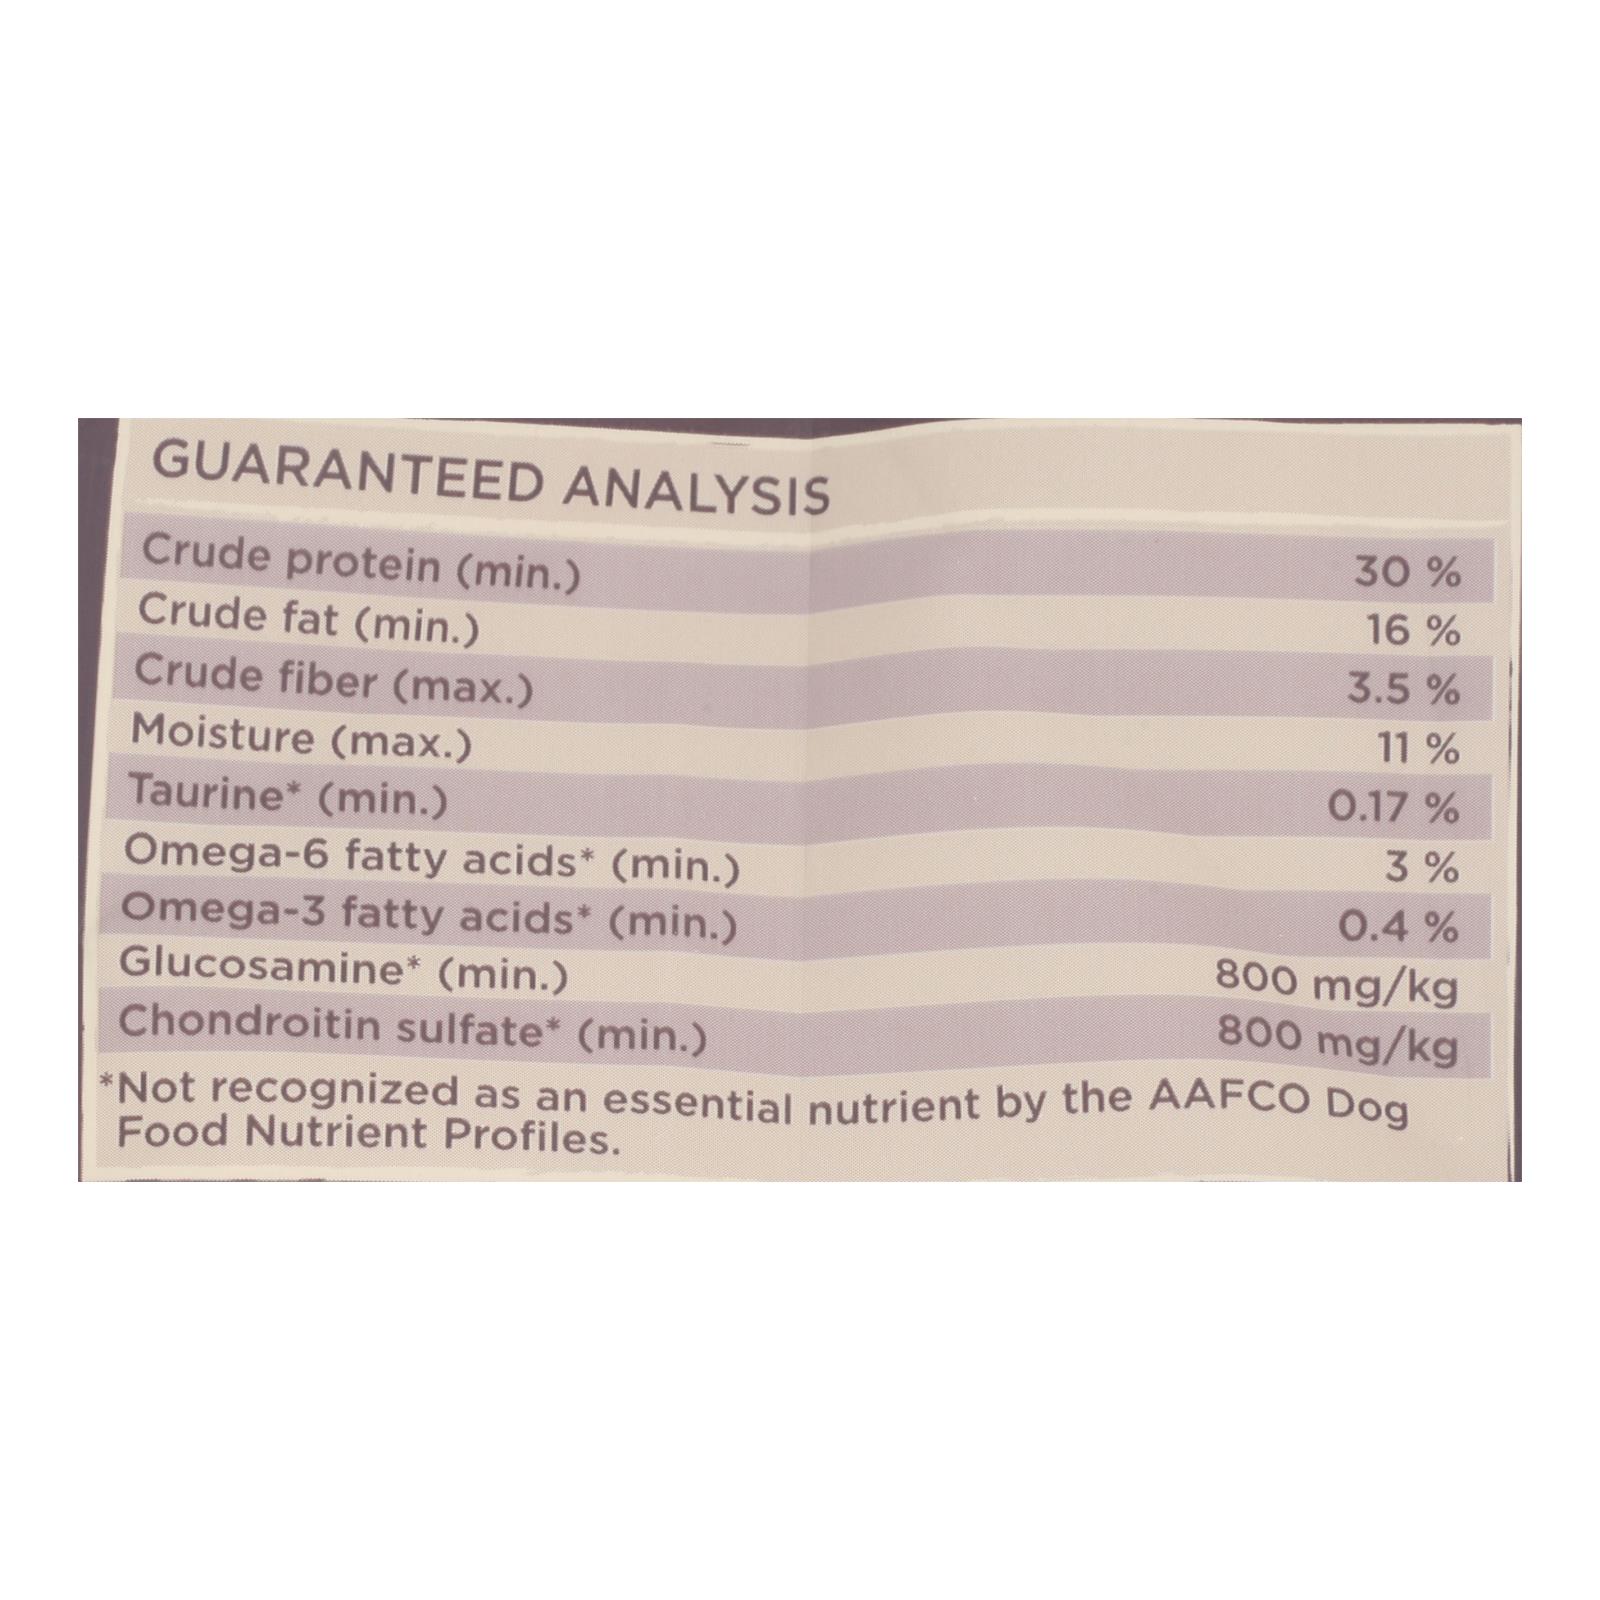 GUARANTEED ANALYSIS
Crude protein (min.) 30 %
Crude fat (min.) 16 %
Crude fiber (max.) 3.5 %
Moisture (max.) 11 %
Taurine* (min.) 0.17 %
Omega-6 fatty acids* (min.) 3 %
Omega-3 fatty acids* (min.) 0.4 %
Glucosamine* (min.) 800 mg/kg
Chondroitin sulfate* (min.) 800 mg/kg
*Not recognized as an essential nutrient by the AAFCO Dog
Food Nutrient Profiles.